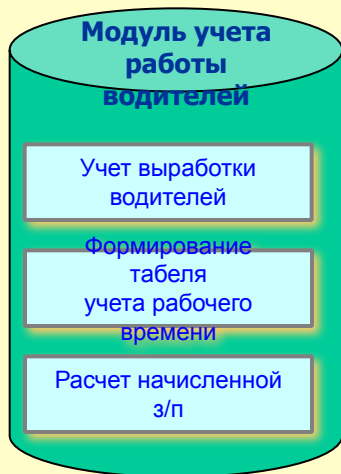 Модуль учета
работы
водителей
Учет выработки
водителей
Формирование
табеля
учета рабочего
времени
Расчет начисленной
з/п